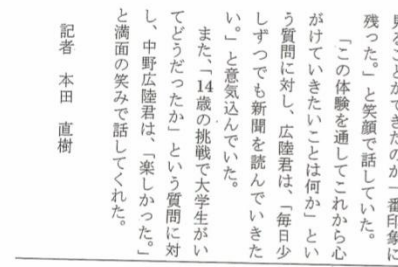 見ることができたのが一番印象に
残った。」と笑顔で話していた。
「この体験を通してこれから心
がけていきたいことは何か」とい
う質問に対し、広陸君は、「毎日少
しずつでも新聞を読んでいきた
い。」と意気込んでいた。
また、「14歳の挑戦で大学生がい
てどうだったか」という質問に対
し、中野広陸君は、「楽しかった。」
と満面の笑みで話してくれた。
記者 本田 直樹